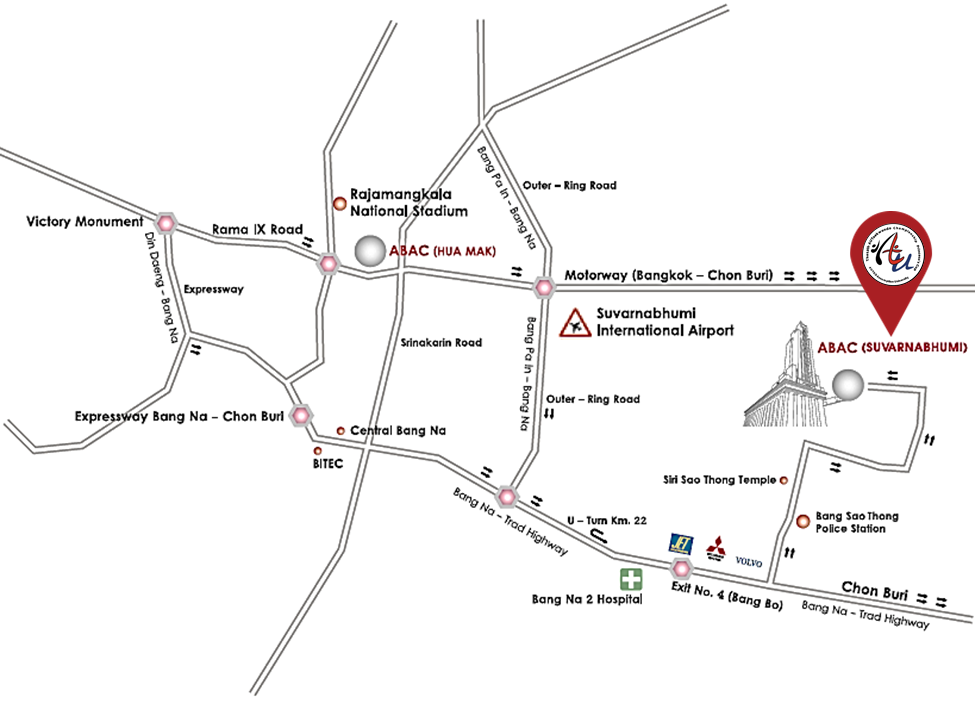 Bang Pa In – Bang Na
Outer – Ring Road
Rajamangkala
National Stadium
Victory Monument
Rama IX Road
ABAC (HUA MAK)
Din Daeng – Bang Na
Expressway
Motorway (Bangkok – Chon Buri)
AU
Suvarnabhumi
International Airport
Srinakarin Road
ABAC (SUVARNABHUMI)
Bang Pa In – Bang Na
Outer – Ring Road
Expressway Bang Na – Chon Buri
Central Bang Na
BITEC
Siri Sao Thong Temple
Bang Na – Trad Highway
U – Turn Km. 22
Bang Sao Thong
Police Station
JET
VOLVO
Bang Na 2 Hospital
Exit No. 4 (Bang Bo)
Chon Buri
Bang Na – Trad Highway